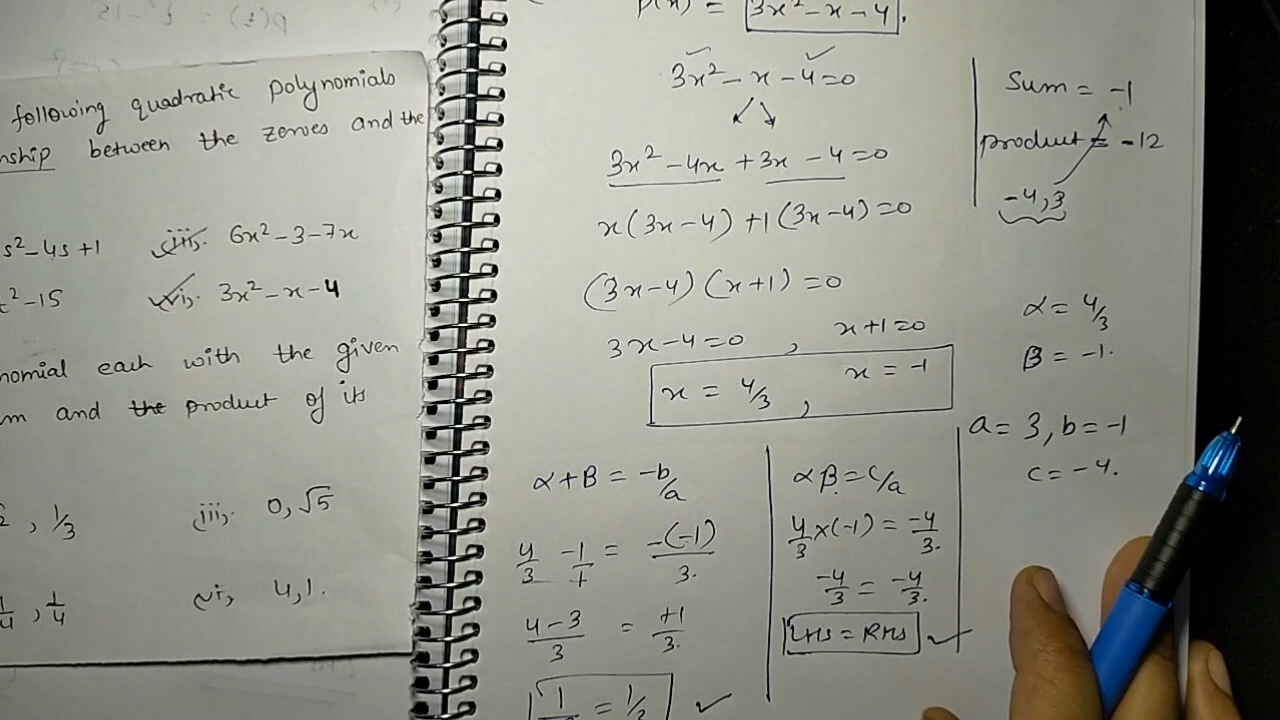 following quadratic polynomials
nship between the zeroes and the
s²-4s+1 iii, 6x²-3-7x
t²-15 vi, 3x²-x-4
nomial each with the given
m and the product of its
, 1/3 iii, 0, √5
1/4, 1/4 vi, 4,1.
p(x) = 3x²-x-4.
3x²-x-4=0
3x²-4x+3x-4=0
x(3x-4)+1(3x-4)=0
(3x-4)(x+1)=0
3x-4=0, x+1=0
x = 4/3, x = -1
Sum = -1
product = -12
-4,3
α = 4/3
β = -1.
a = 3, b = -1
c = -4.
α+β = -b/a
4/3 -1/1 = -(-1)/3.
4-3/3 = +1/3.
1 = 1/3
αβ = c/a
4/3×(-1) = -4/3.
-4/3 = -4/3.
LHS = RHS